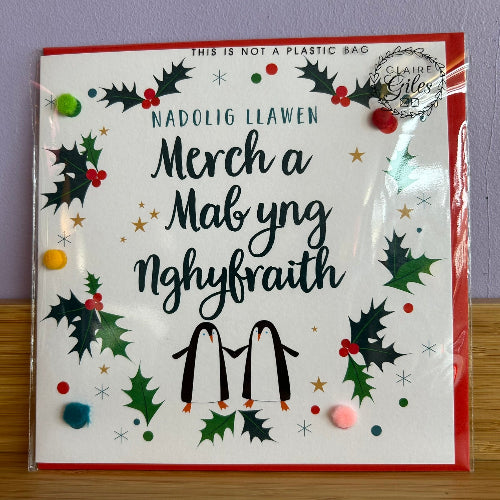 THIS IS NOT A PLASTIC BAG
CLAIRE
Giles
NADOLIG LLAWEN
Merch a
Mab yng
Nghyfraith